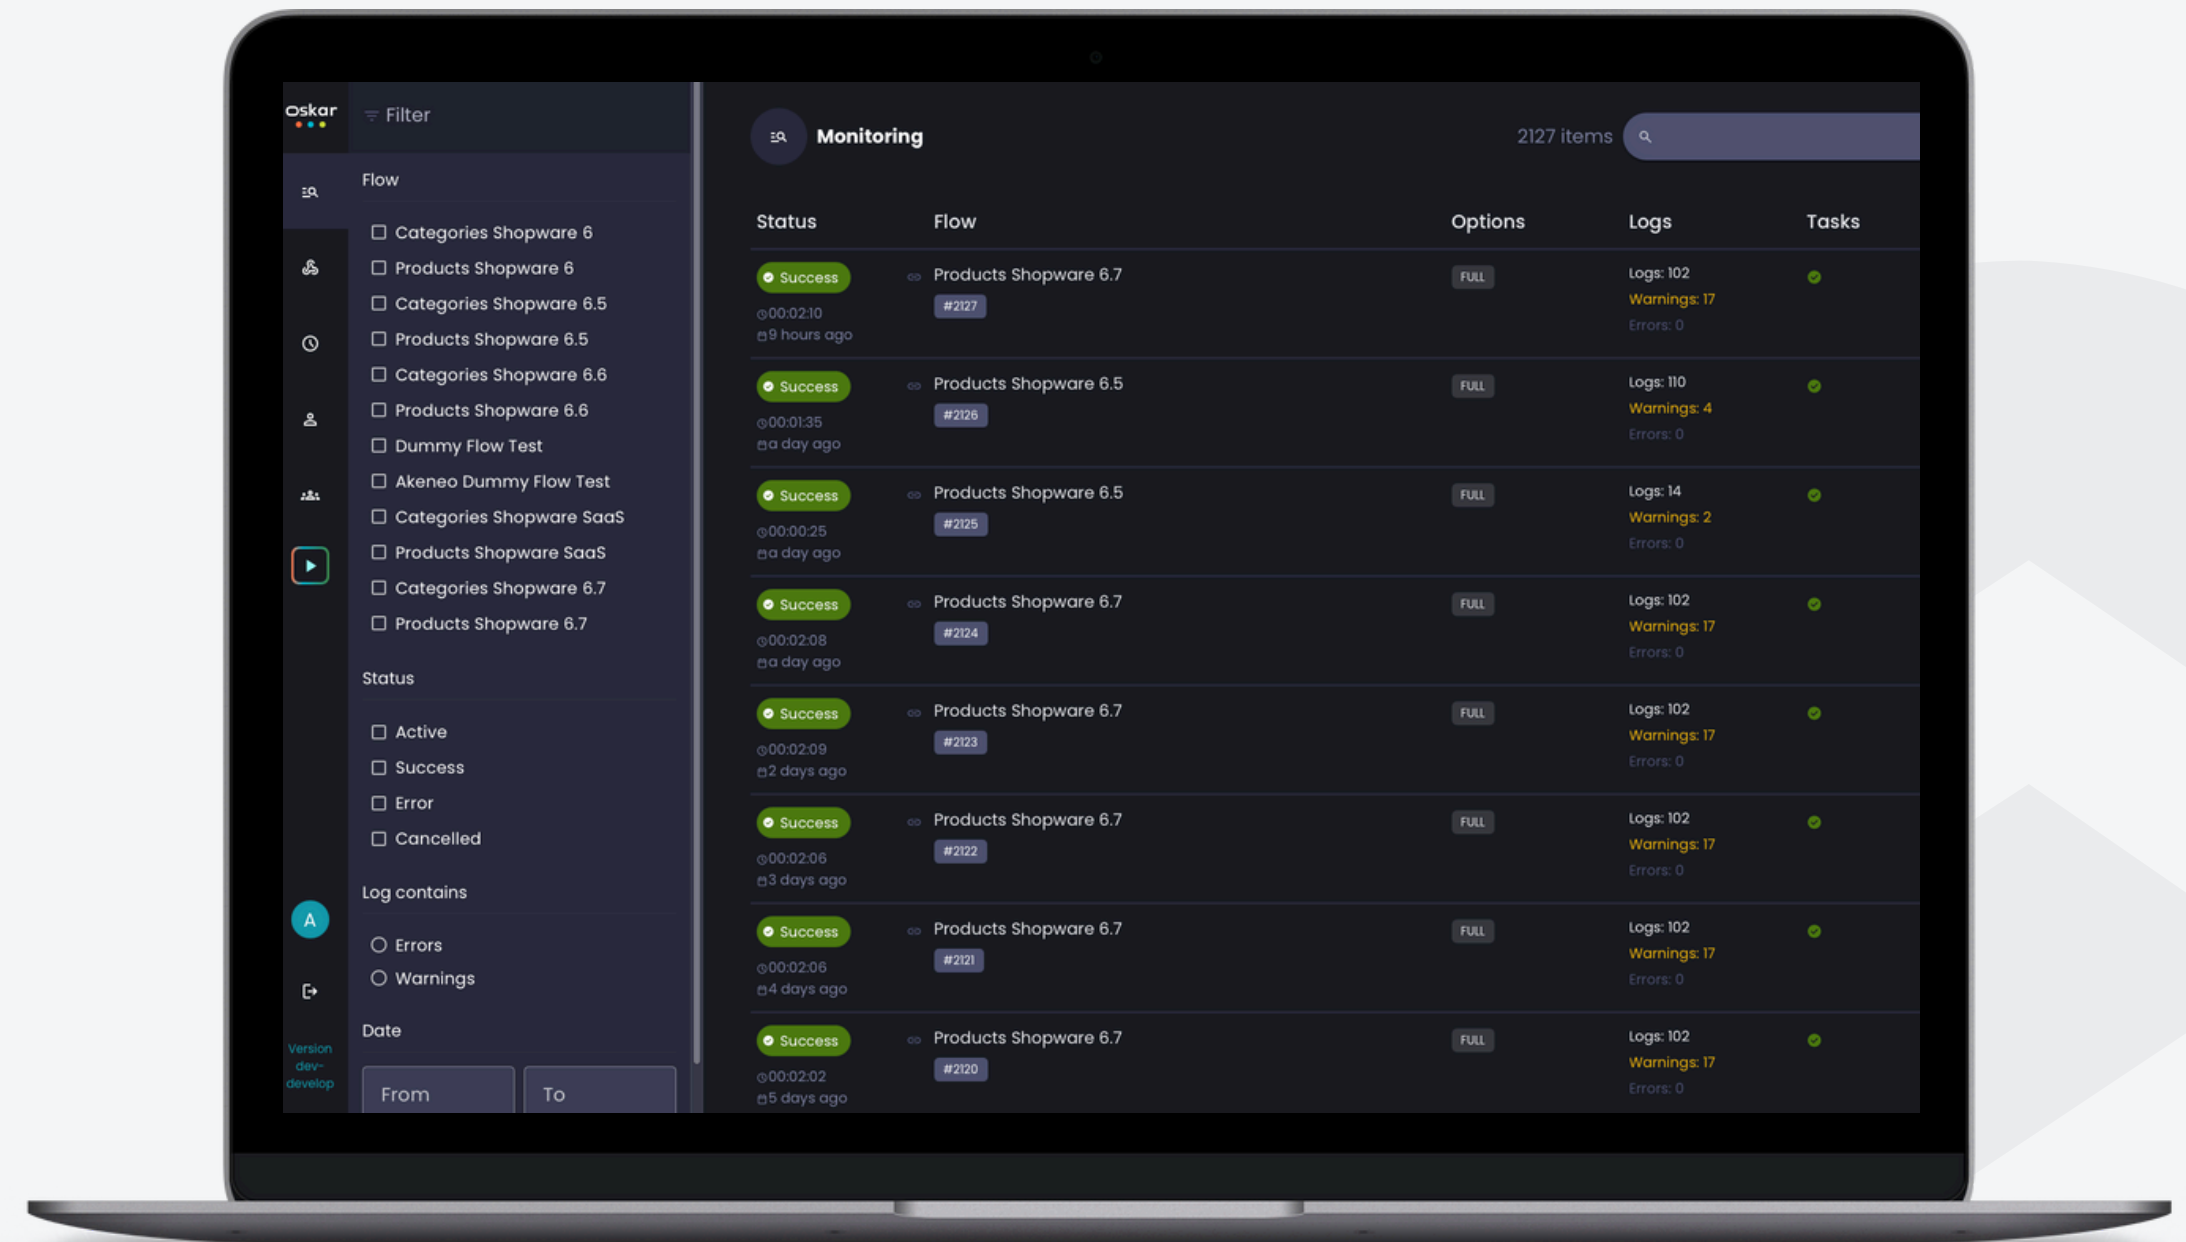 Oskar
Version
dev-
develop
A
Filter
Flow
Categories Shopware 6
Products Shopware 6
Categories Shopware 6.5
Products Shopware 6.5
Categories Shopware 6.6
Products Shopware 6.6
Dummy Flow Test
Akeneo Dummy Flow Test
Categories Shopware SaaS
Products Shopware SaaS
Categories Shopware 6.7
Products Shopware 6.7
Status
Active
Success
Error
Cancelled
Log contains
Errors
Warnings
Date
From To
Monitoring 2127 items
Status Flow Options Logs Tasks
Success Products Shopware 6.7 FULL Logs: 102
#2127 Warnings: 17
00:02:10 Errors: 0
9 hours ago
Success Products Shopware 6.5 FULL Logs: 110
#2126 Warnings: 4
00:01:35 Errors: 0
a day ago
Success Products Shopware 6.5 FULL Logs: 14
#2125 Warnings: 2
00:00:25 Errors: 0
a day ago
Success Products Shopware 6.7 FULL Logs: 102
#2124 Warnings: 17
00:02:08 Errors: 0
a day ago
Success Products Shopware 6.7 FULL Logs: 102
#2123 Warnings: 17
00:02:09 Errors: 0
2 days ago
Success Products Shopware 6.7 FULL Logs: 102
#2122 Warnings: 17
00:02:06 Errors: 0
3 days ago
Success Products Shopware 6.7 FULL Logs: 102
#2121 Warnings: 17
00:02:06 Errors: 0
4 days ago
Success Products Shopware 6.7 FULL Logs: 102
#2120 Warnings: 17
00:02:02 Errors: 0
5 days ago